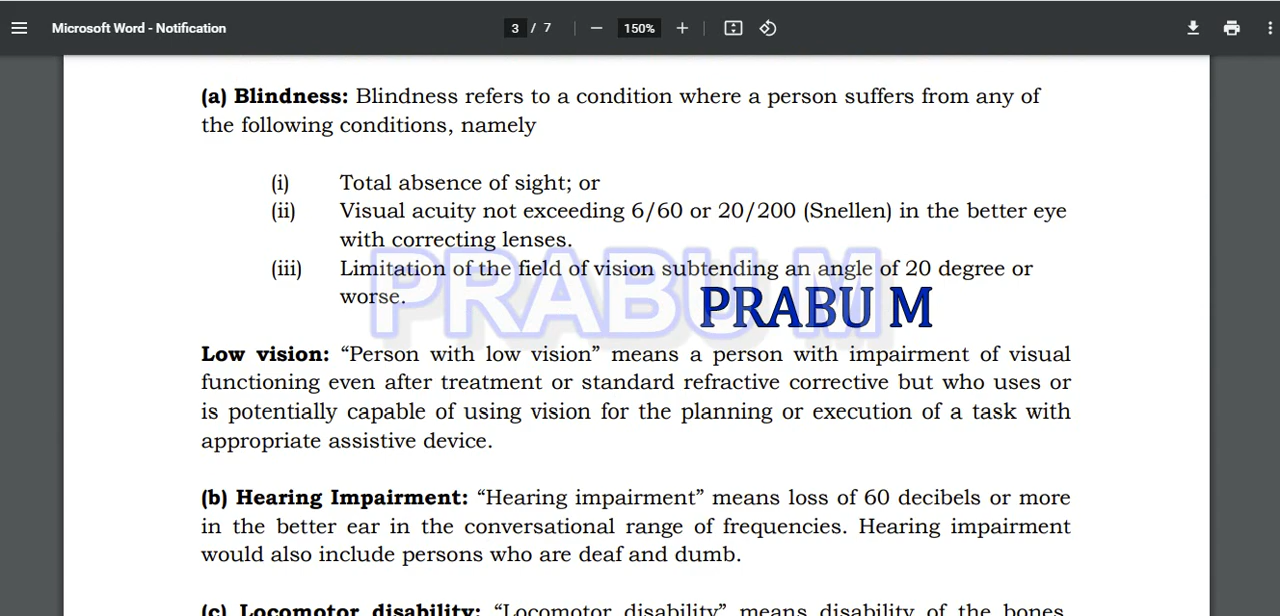 Microsoft Word - Notification
3 / 7
150%
(a) Blindness: Blindness refers to a condition where a person suffers from any of
the following conditions, namely
(i) Total absence of sight; or
(ii) Visual acuity not exceeding 6/60 or 20/200 (Snellen) in the better eye
with correcting lenses.
(iii) Limitation of the field of vision subtending an angle of 20 degree or
worse.
PRABU M
PRABU M
Low vision: “Person with low vision” means a person with impairment of visual
functioning even after treatment or standard refractive corrective but who uses or
is potentially capable of using vision for the planning or execution of a task with
appropriate assistive device.
(b) Hearing Impairment: “Hearing impairment” means loss of 60 decibels or more
in the better ear in the conversational range of frequencies. Hearing impairment
would also include persons who are deaf and dumb.
(c) Locomotor disability: “Locomotor disability” means disability of the bones,